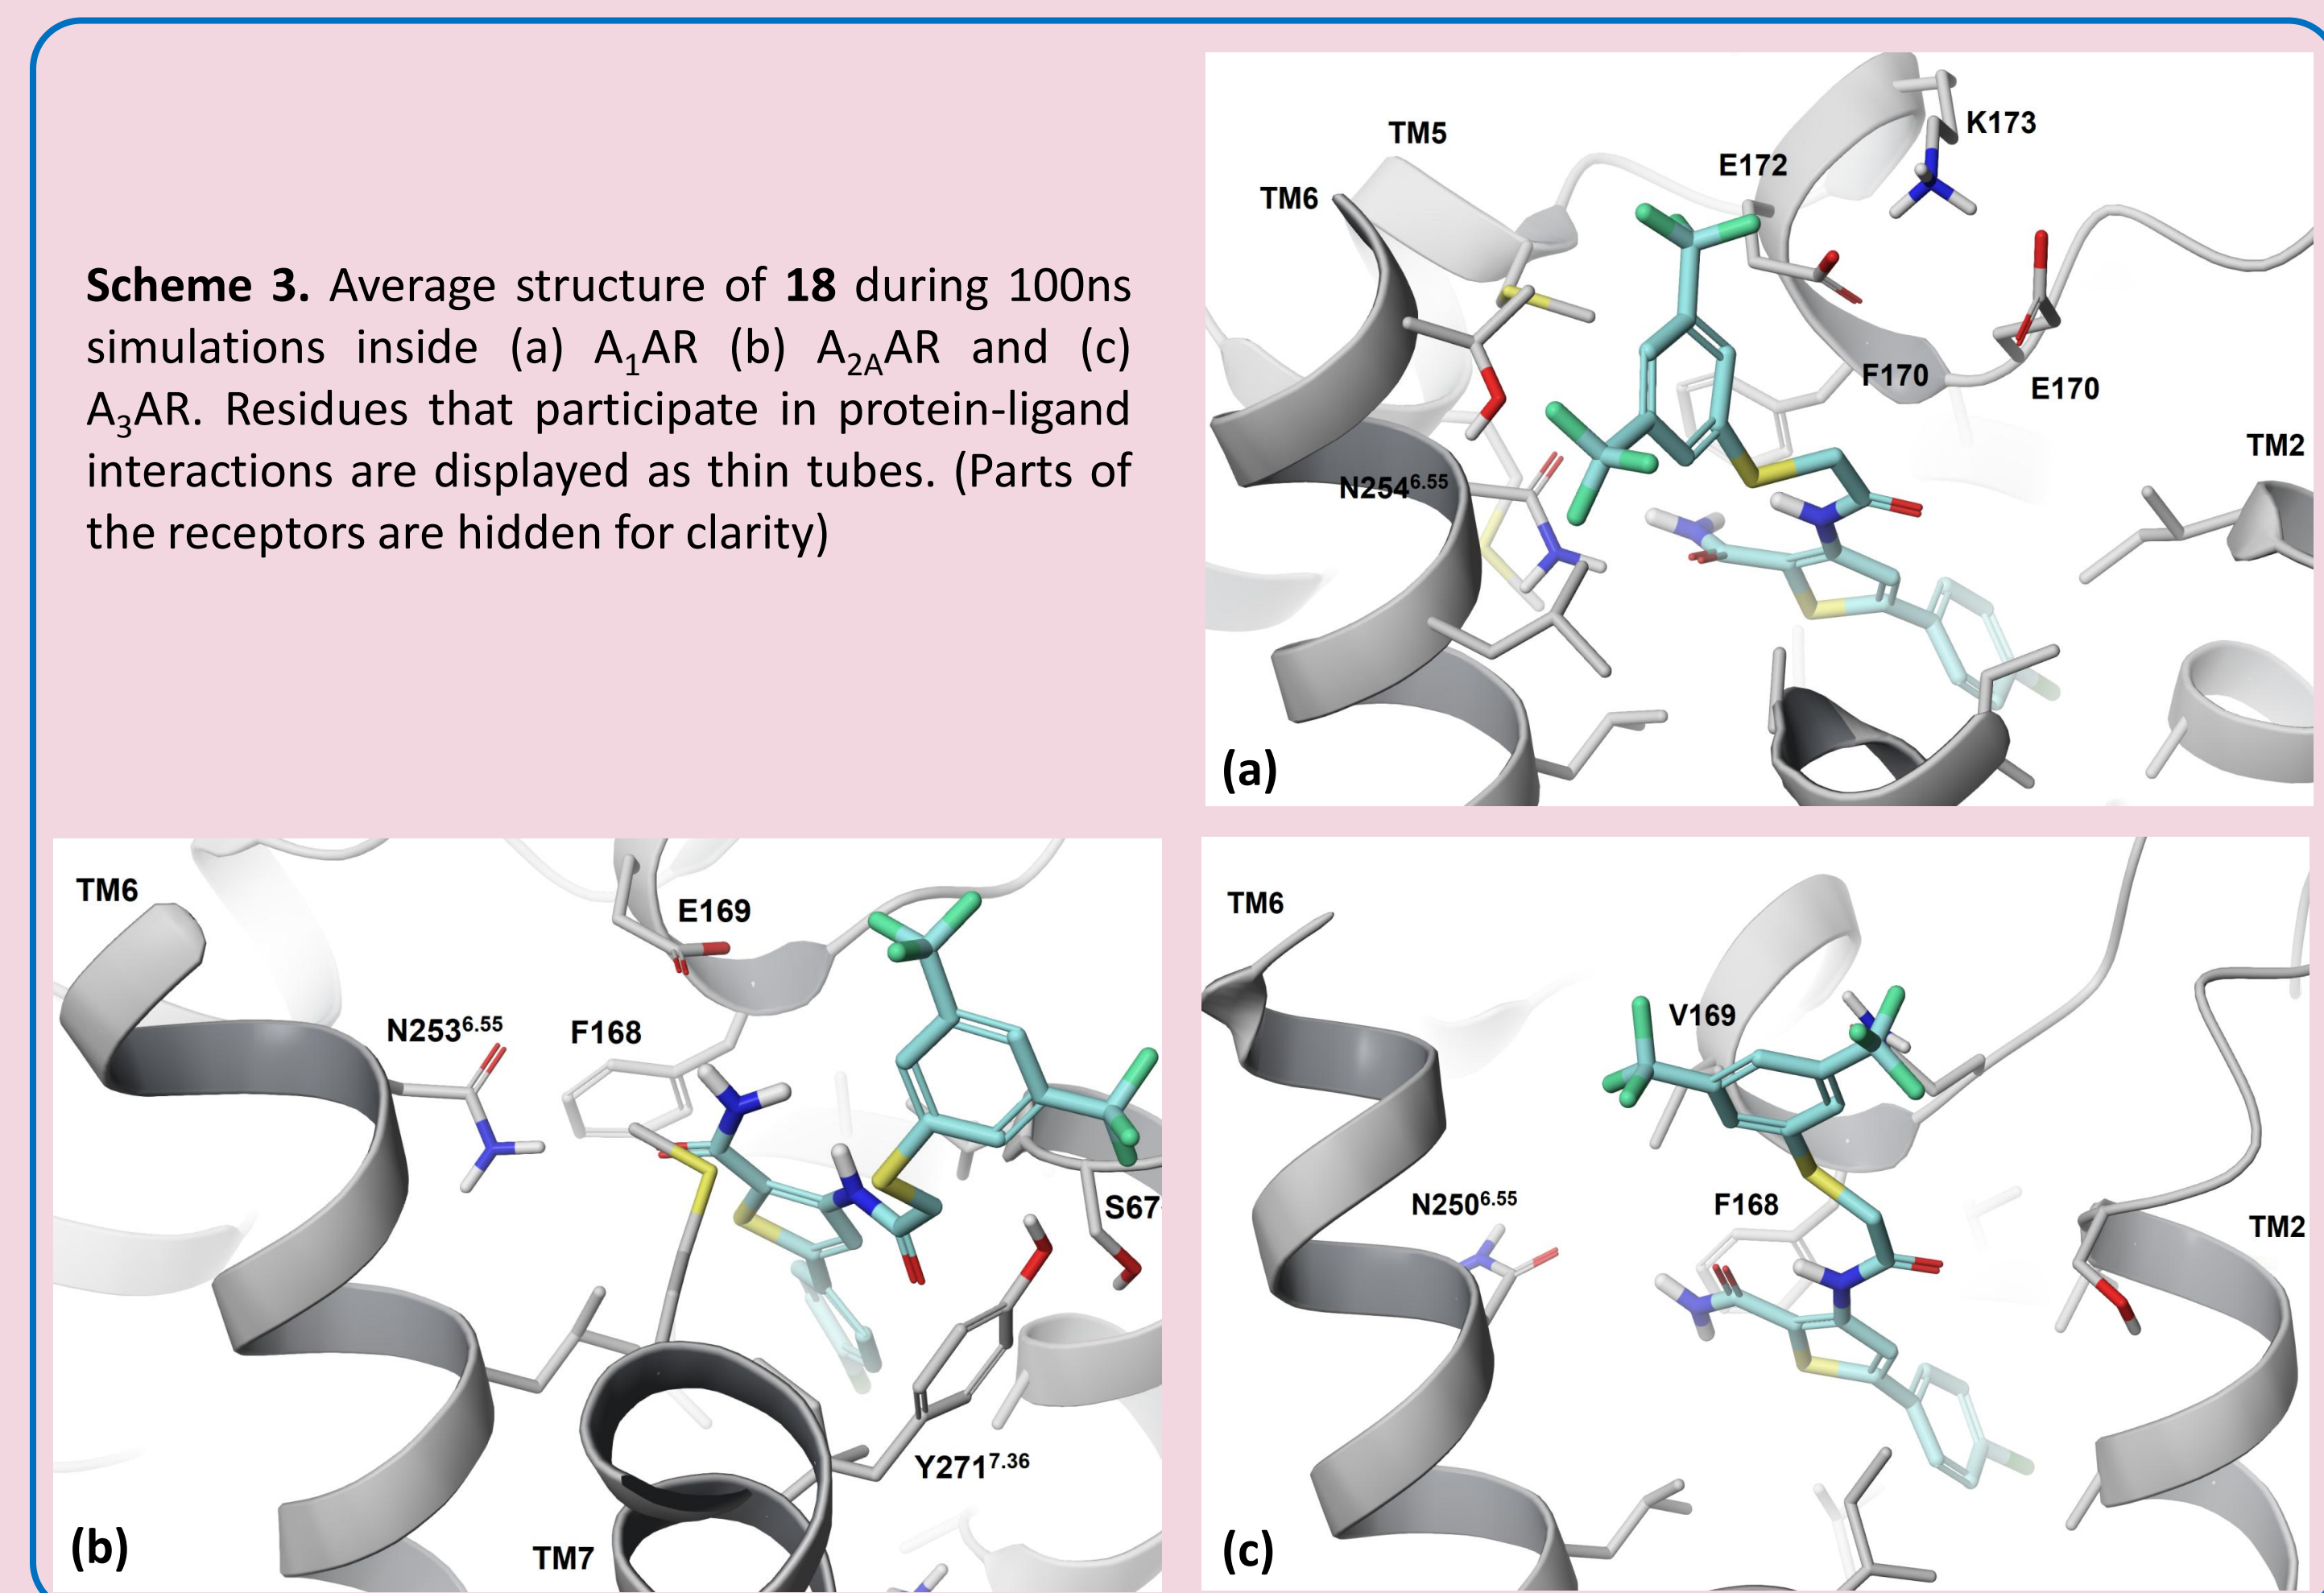 Scheme 3. Average structure of 18 during 100ns
simulations inside (a) A₁AR (b) A₂ₐAR and (c)
A₃AR. Residues that participate in protein-ligand
interactions are displayed as thin tubes. (Parts of
the receptors are hidden for clarity)
TM5
TM6
E172
K173
F170
E170
TM2
N254⁶·⁵⁵
(a)
TM6
E169
N253⁶·⁵⁵
F168
S67
Y271⁷·³⁶
TM7
(b)
TM6
V169
N250⁶·⁵⁵
F168
TM2
(c)